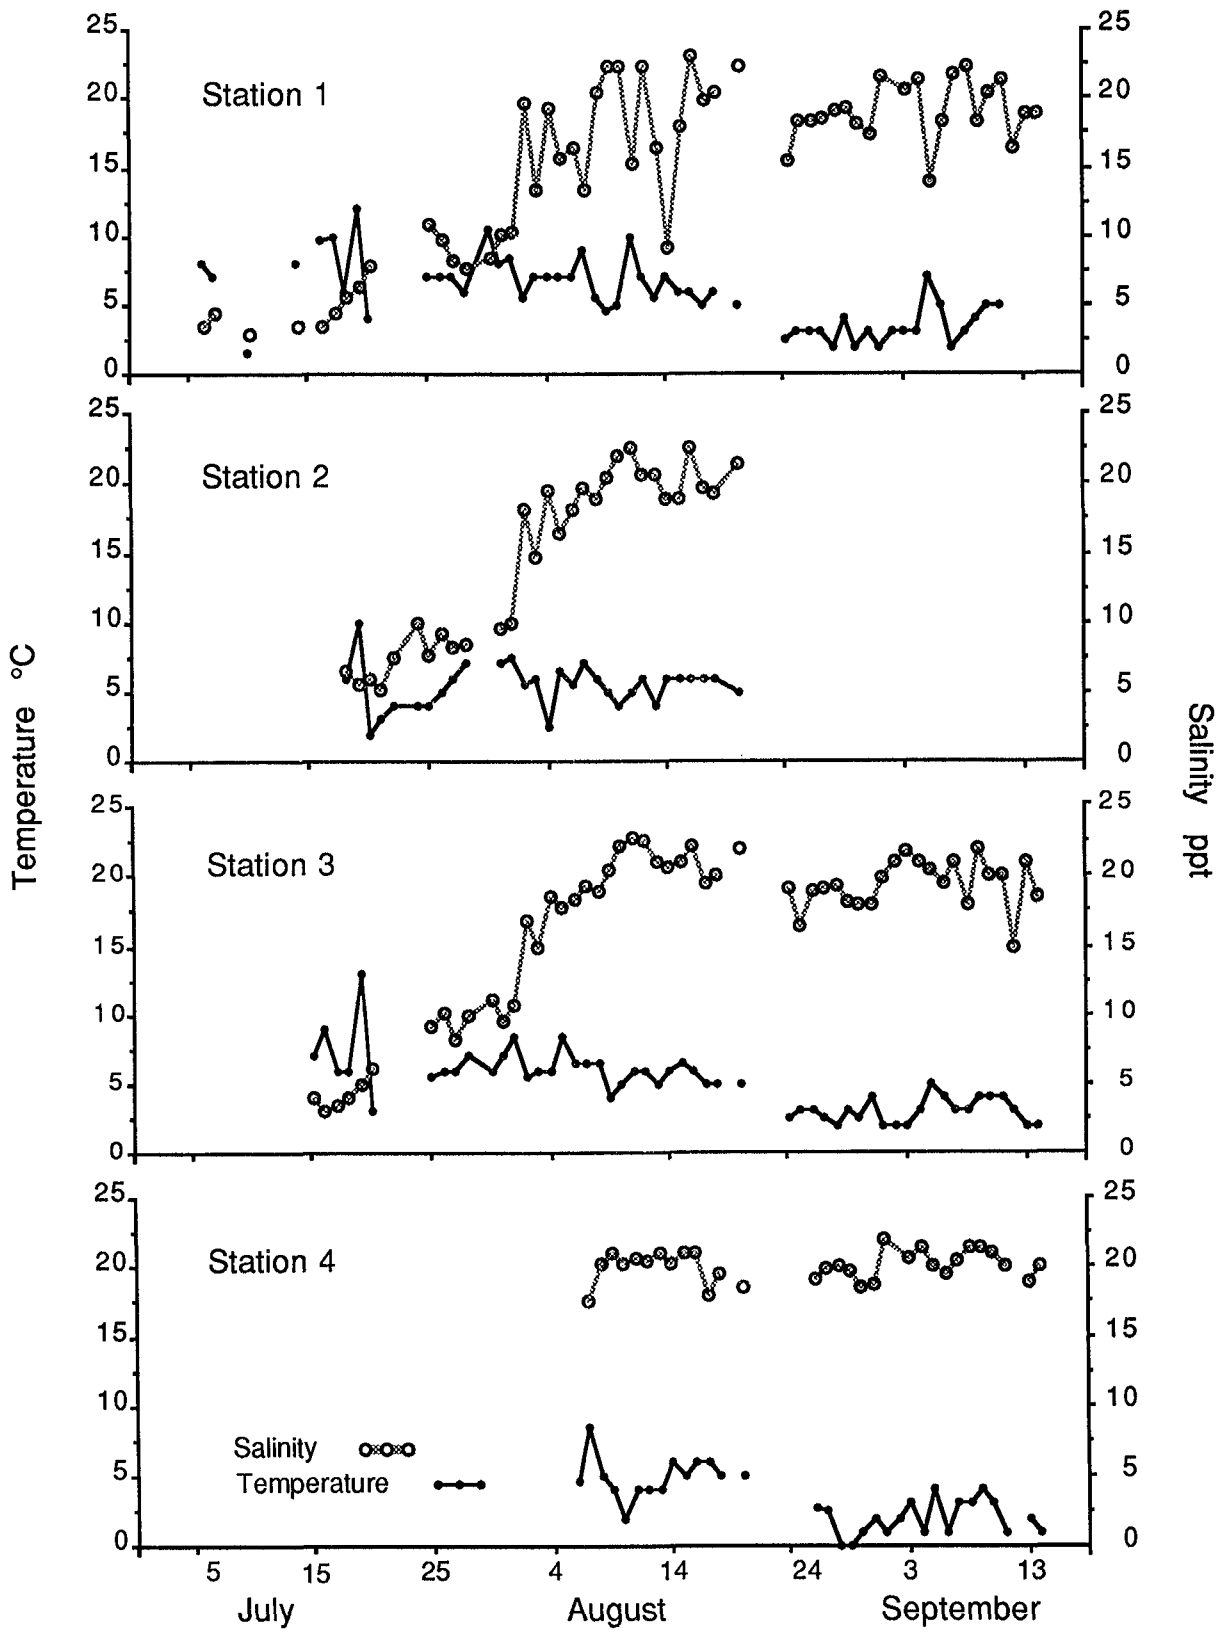 25 25
Station 1
20 20
15 15
10 10
5 5
0 0
25 25
Station 2
20 20
15 15
10 10
5 5
0 0
Temperature °C
Salinity ppt
25 25
Station 3
20 20
15 15
10 10
5 5
0 0
25 25
Station 4
20 20
15 15
10 10
Salinity
Temperature
5 5
0 0
5 15 25 4 14 24 3 13
July August September